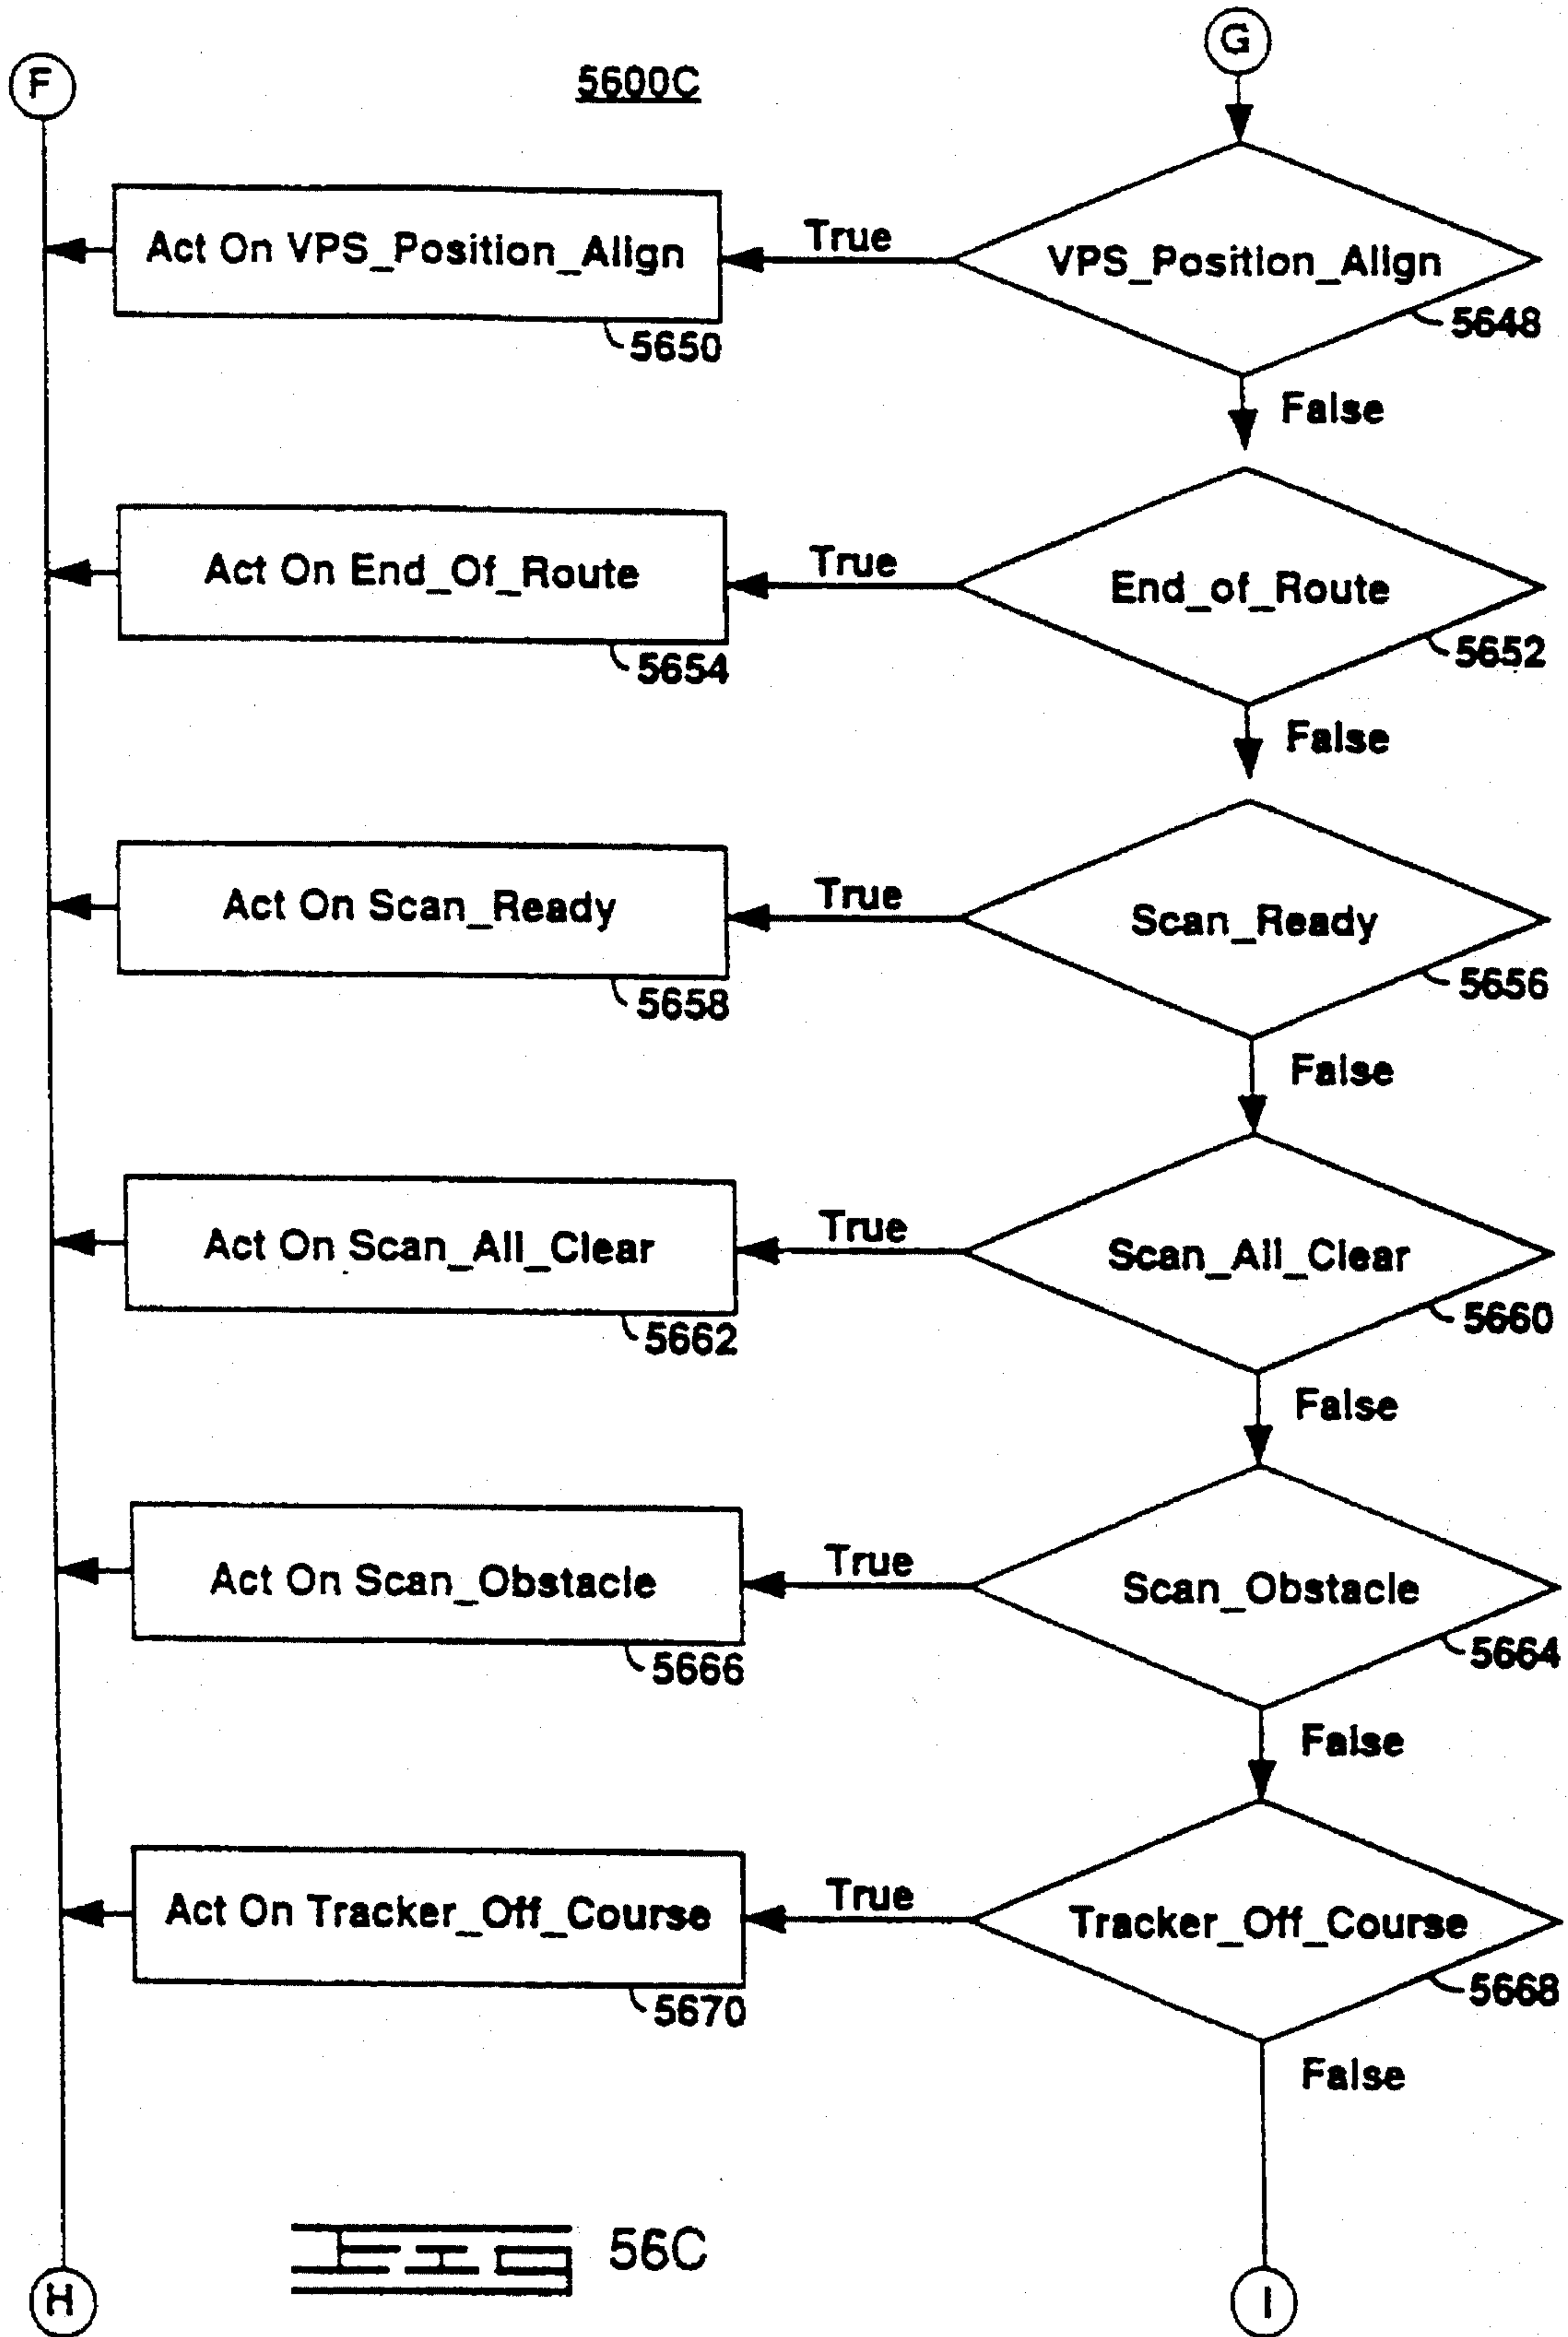 G
F
5600C
Act On VPS_Position_Align
True
VPS_Position_Align
5650
5648
False
Act On End_Of_Route
True
End_of_Route
5654
5652
False
Act On Scan_Ready
True
Scan_Ready
5658
5656
False
Act On Scan_All_Clear
True
Scan_All_Clear
5662
5660
False
Act On Scan_Obstacle
True
Scan_Obstacle
5666
5664
False
Act On Tracker_Off_Course
True
Tracker_Off_Course
5670
5668
False
FIG 56C
H
I